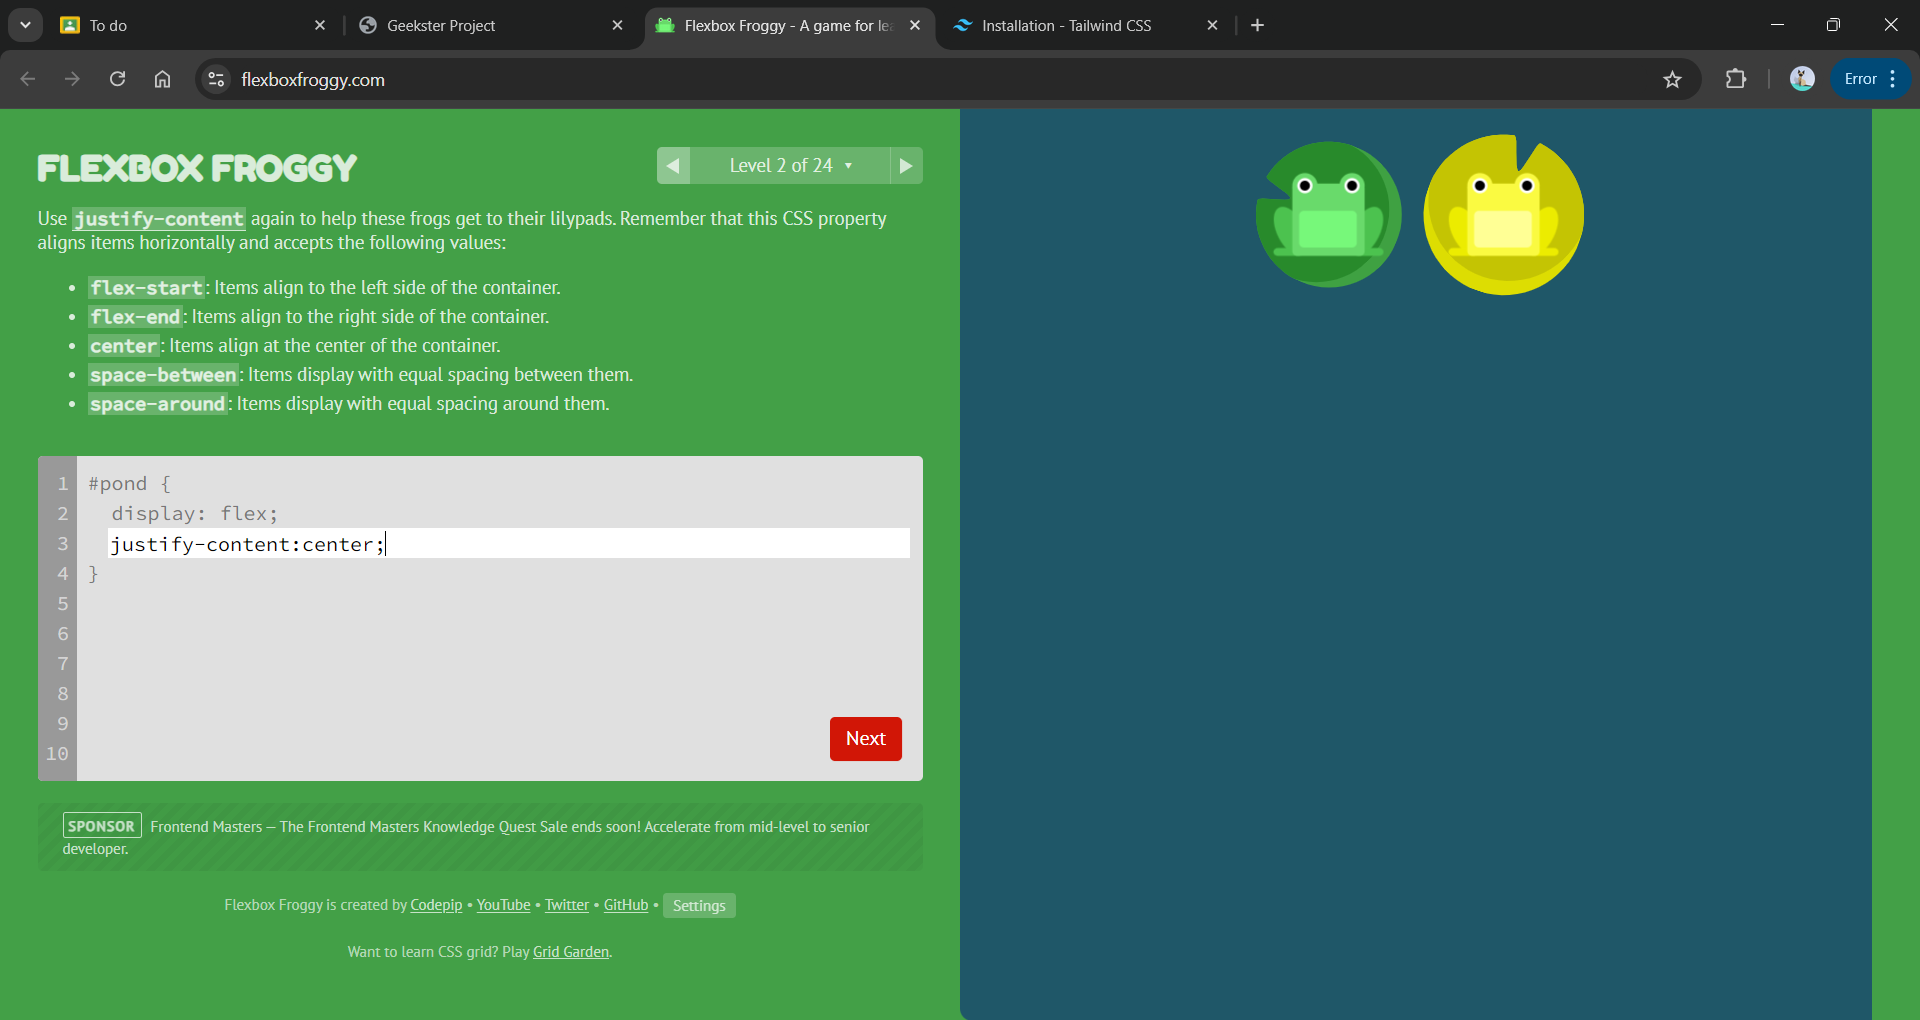 To do
Geekster Project
Flexbox Froggy - A game for le
Installation - Tailwind CSS
flexboxfroggy.com
Error
FLEXBOX FROGGY
Level 2 of 24
Use justify-content again to help these frogs get to their lilypads. Remember that this CSS property
aligns items horizontally and accepts the following values:
• flex-start: Items align to the left side of the container.
• flex-end: Items align to the right side of the container.
• center: Items align at the center of the container.
• space-between: Items display with equal spacing between them.
• space-around: Items display with equal spacing around them.
1 #pond {
2 display: flex;
3 justify-content:center;
4 }
5
6
7
8
9
10
Next
SPONSOR Frontend Masters — The Frontend Masters Knowledge Quest Sale ends soon! Accelerate from mid-level to senior
developer.
Flexbox Froggy is created by Codepip • YouTube • Twitter • GitHub • Settings
Want to learn CSS grid? Play Grid Garden.